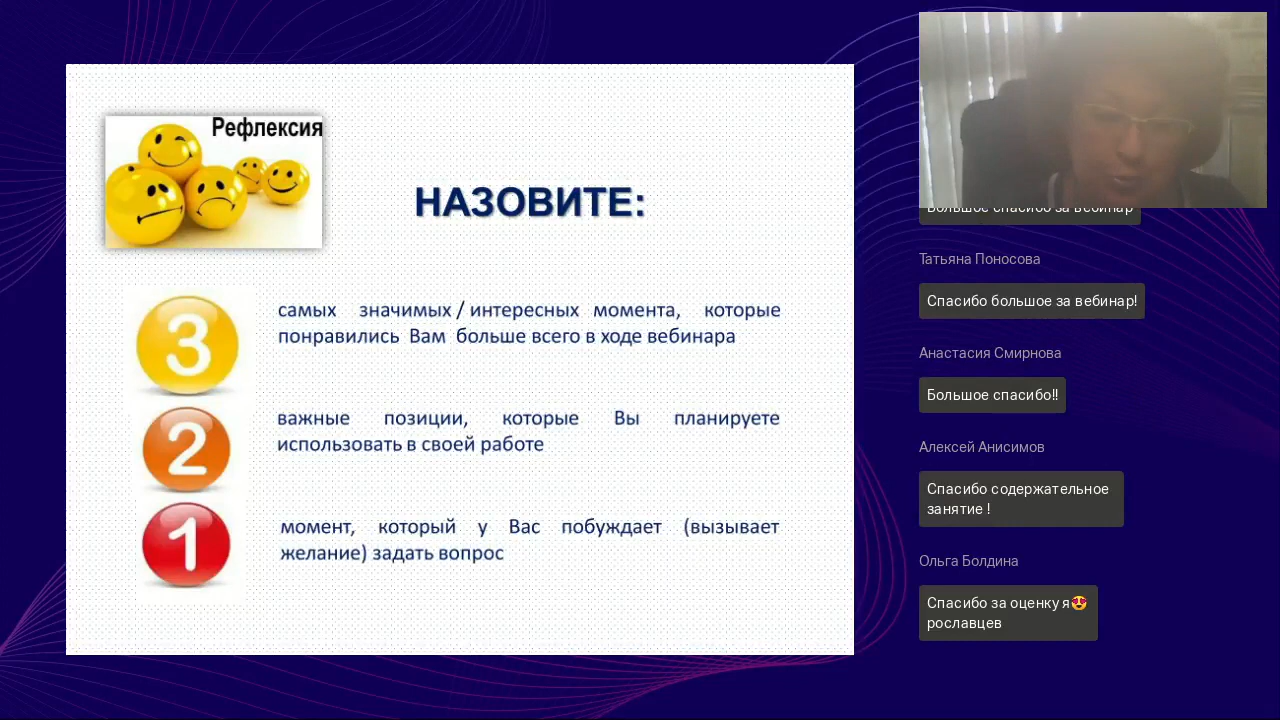 Рефлексия
НАЗОВИТЕ:
3
самых значимых / интересных момента, которые
понравились Вам больше всего в ходе вебинара
2
важные позиции, которые Вы планируете
использовать в своей работе
1
момент, который у Вас побуждает (вызывает
желание) задать вопрос
Большое спасибо за вебинар
Татьяна Поносова
Спасибо большое за вебинар!
Анастасия Смирнова
Большое спасибо!!
Алексей Анисимов
Спасибо содержательное
занятие !
Ольга Болдина
Спасибо за оценку я😍
рославцев